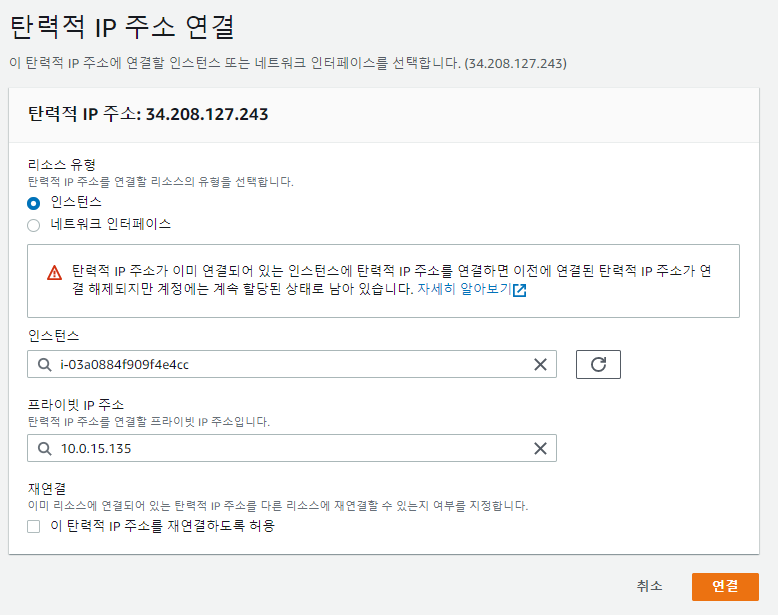 탄력적 IP 주소 연결
이 탄력적 IP 주소에 연결할 인스턴스 또는 네트워크 인터페이스를 선택합니다. (34.208.127.243)
탄력적 IP 주소: 34.208.127.243
리소스 유형
탄력적 IP 주소를 연결할 리소스의 유형을 선택합니다.
인스턴스
네트워크 인터페이스
탄력적 IP 주소가 이미 연결되어 있는 인스턴스에 탄력적 IP 주소를 연결하면 이전에 연결된 탄력적 IP 주소가 연
결 해제되지만 계정에는 계속 할당된 상태로 남아 있습니다. 자세히 알아보기
인스턴스
i-03a0884f909f4e4cc
프라이빗 IP 주소
탄력적 IP 주소를 연결할 프라이빗 IP 주소입니다.
10.0.15.135
재연결
이미 리소스에 연결되어 있는 탄력적 IP 주소를 다른 리소스에 재연결할 수 있는지 여부를 지정합니다.
이 탄력적 IP 주소를 재연결하도록 허용
취소 연결